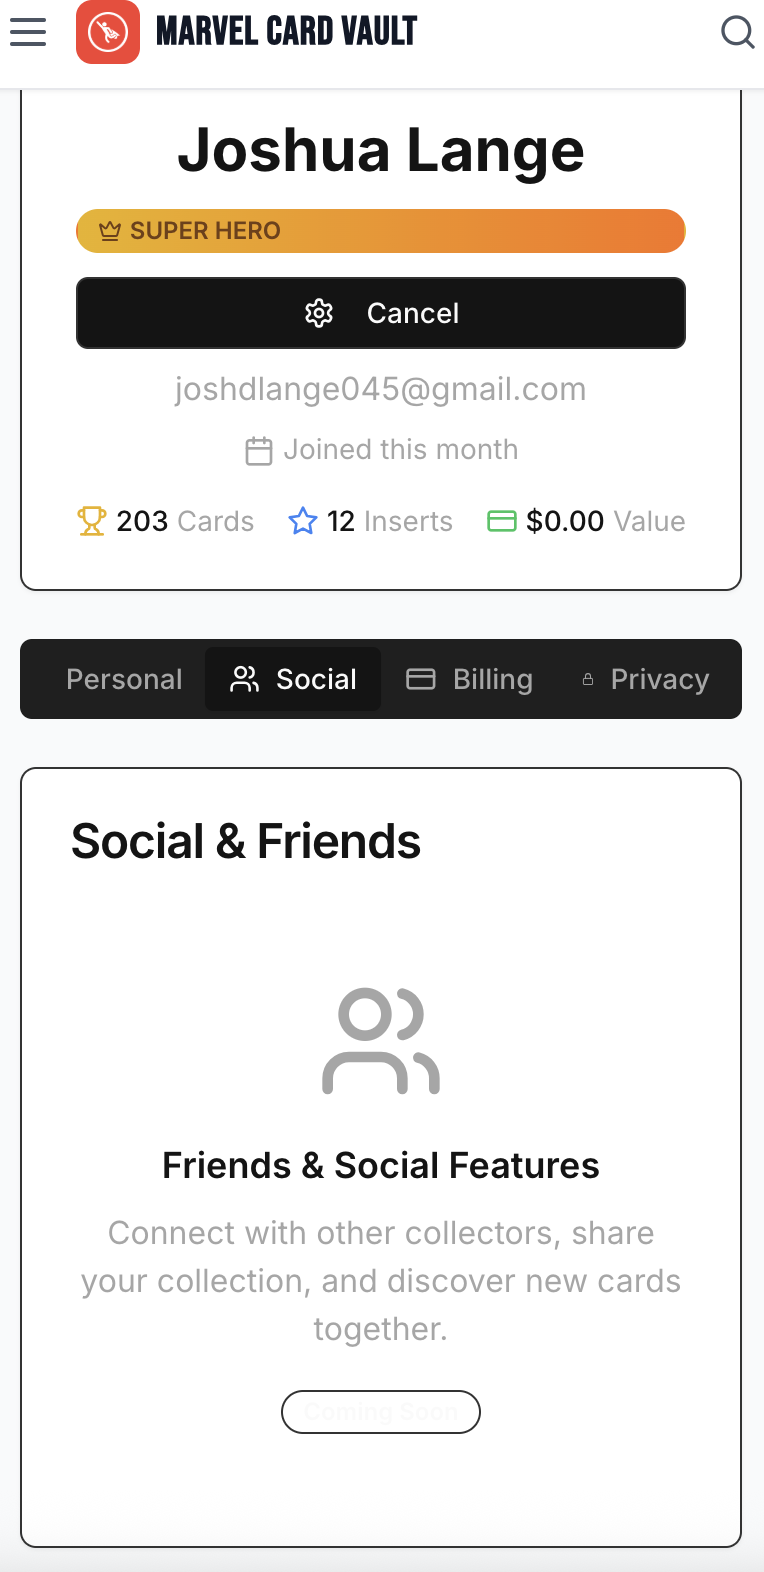 MARVEL CARD VAULT
Joshua Lange
SUPER HERO
Cancel
joshdlange045@gmail.com
Joined this month
203 Cards 12 Inserts $0.00 Value
Personal Social Billing Privacy
Social & Friends
Friends & Social Features
Connect with other collectors, share
your collection, and discover new cards
together.
Coming Soon